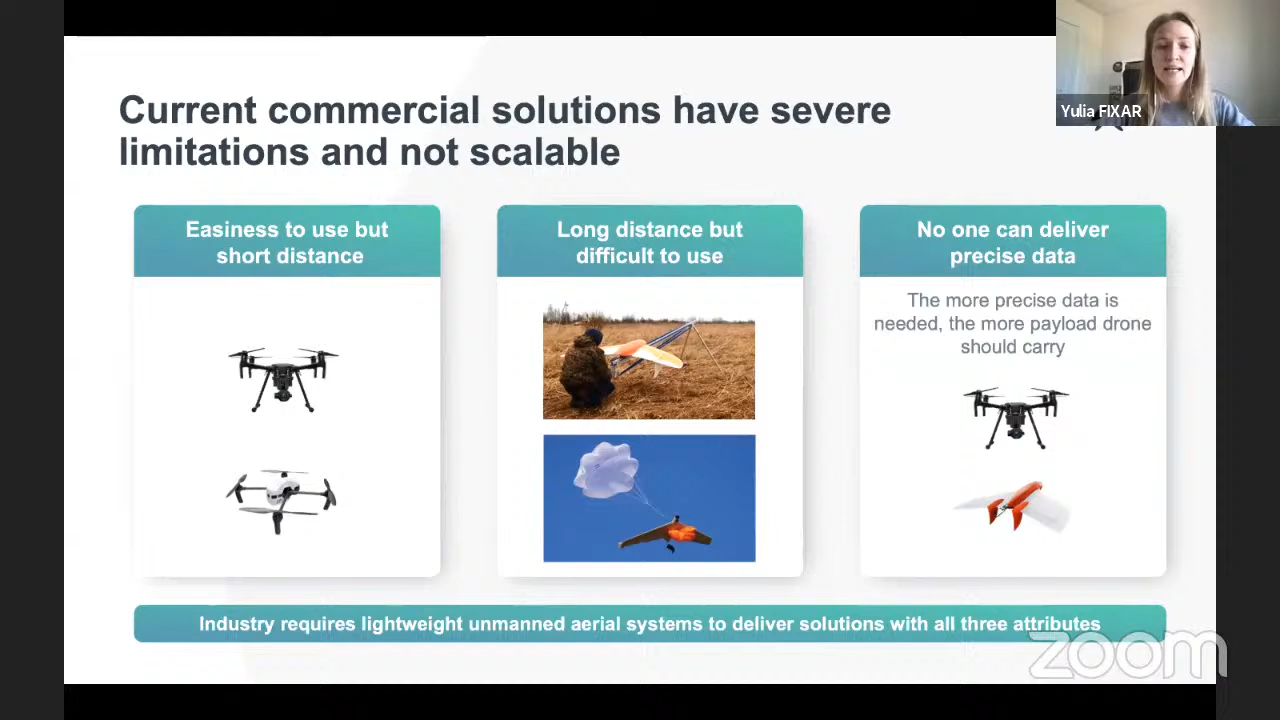 Yulia FIXAR
Current commercial solutions have severe
limitations and not scalable
Easiness to use but
short distance
Long distance but
difficult to use
No one can deliver
precise data
The more precise data is
needed, the more payload drone
should carry
Industry requires lightweight unmanned aerial systems to deliver solutions with all three attributes
zoom